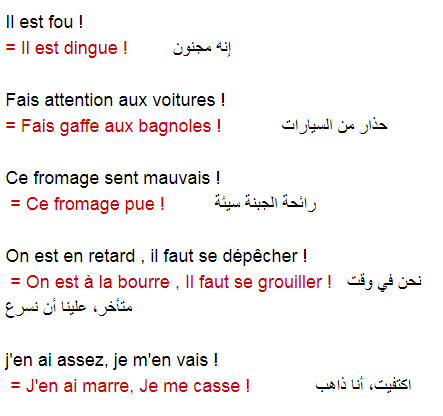 Il est fou !
= Il est dingue ! إنه مجنون
Fais attention aux voitures !
= Fais gaffe aux bagnoles ! حذار من السيارات
Ce fromage sent mauvais !
= Ce fromage pue ! رائحة الجبنة سيئة
On est en retard , il faut se dépêcher !
= On est à la bourre , Il faut se grouiller ! نحن في وقت
متأخر، علينا أن نسرع
j'en ai assez, je m'en vais !
= J'en ai marre, Je me casse ! اكتفيت، أنا ذاهب